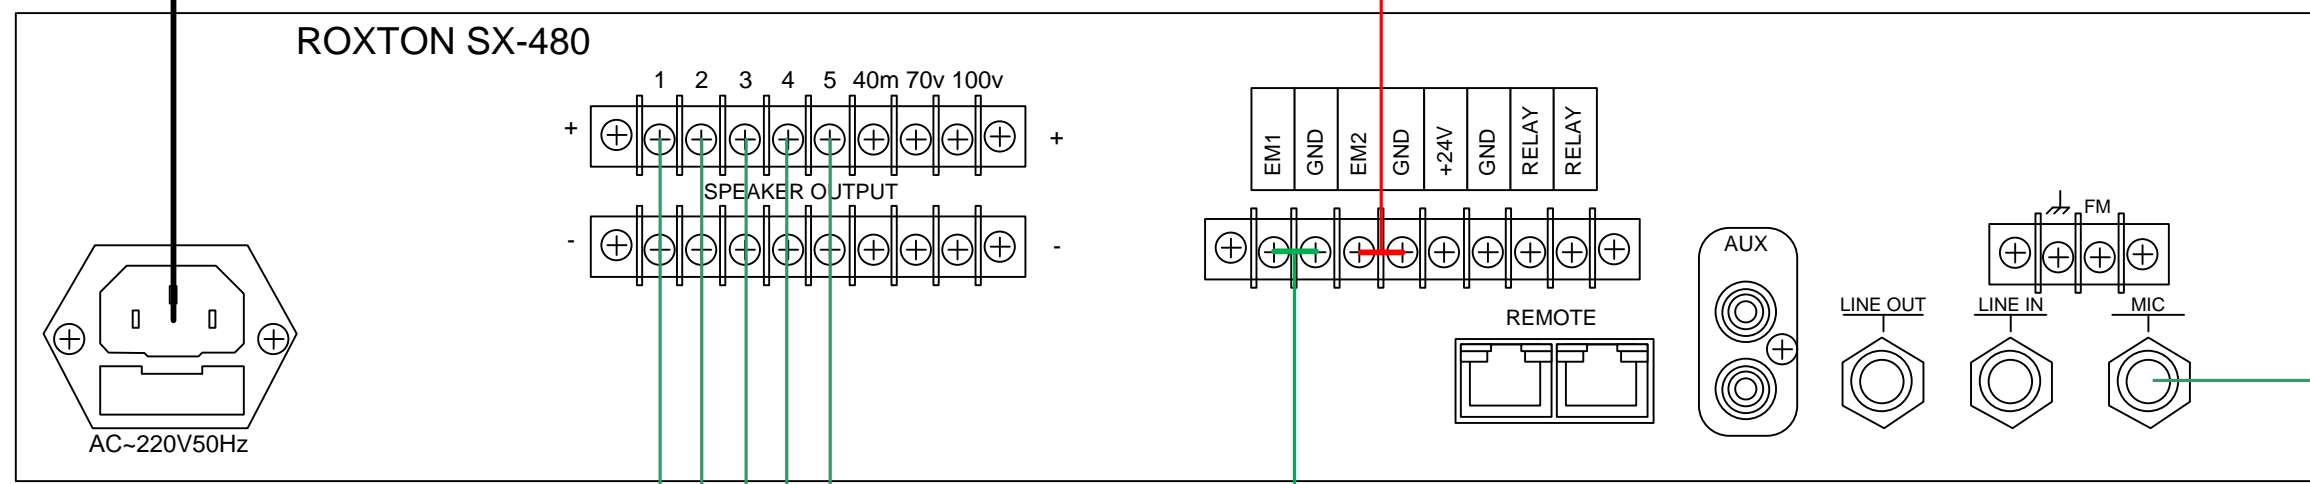 ROXTON SX-480
1 2 3 4 5 40m 70v 100v
+ +
SPEAKER OUTPUT
- -
EM1 GND EM2 GND +24V GND RELAY RELAY
FM
AUX
LINE OUT LINE IN MIC
REMOTE
AC~220V50Hz